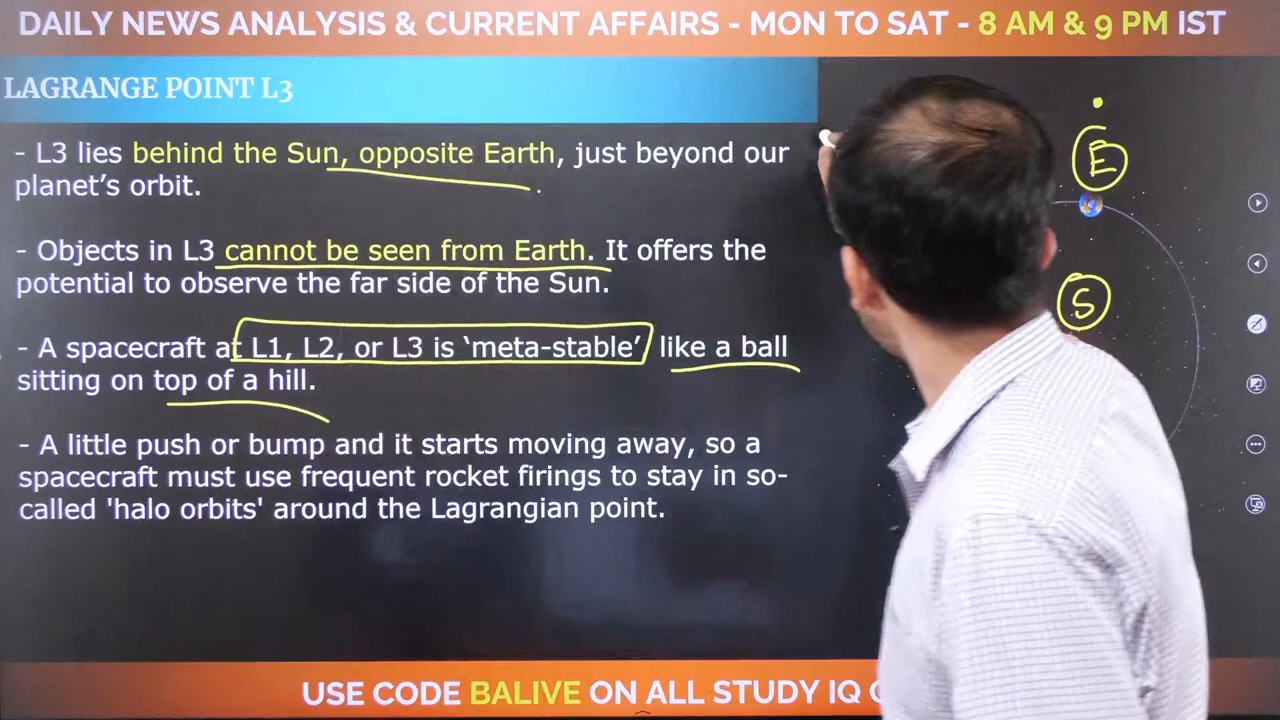 DAILY NEWS ANALYSIS & CURRENT AFFAIRS - MON TO SAT - 8 AM & 9 PM IST
LAGRANGE POINT L3
- L3 lies behind the Sun, opposite Earth, just beyond our
planet’s orbit.
- Objects in L3 cannot be seen from Earth. It offers the
potential to observe the far side of the Sun.
- A spacecraft at L1, L2, or L3 is ‘meta-stable’ like a ball
sitting on top of a hill.
- A little push or bump and it starts moving away, so a
spacecraft must use frequent rocket firings to stay in so-
called 'halo orbits' around the Lagrangian point.
E
S
USE CODE BALIVE ON ALL STUDY IQ